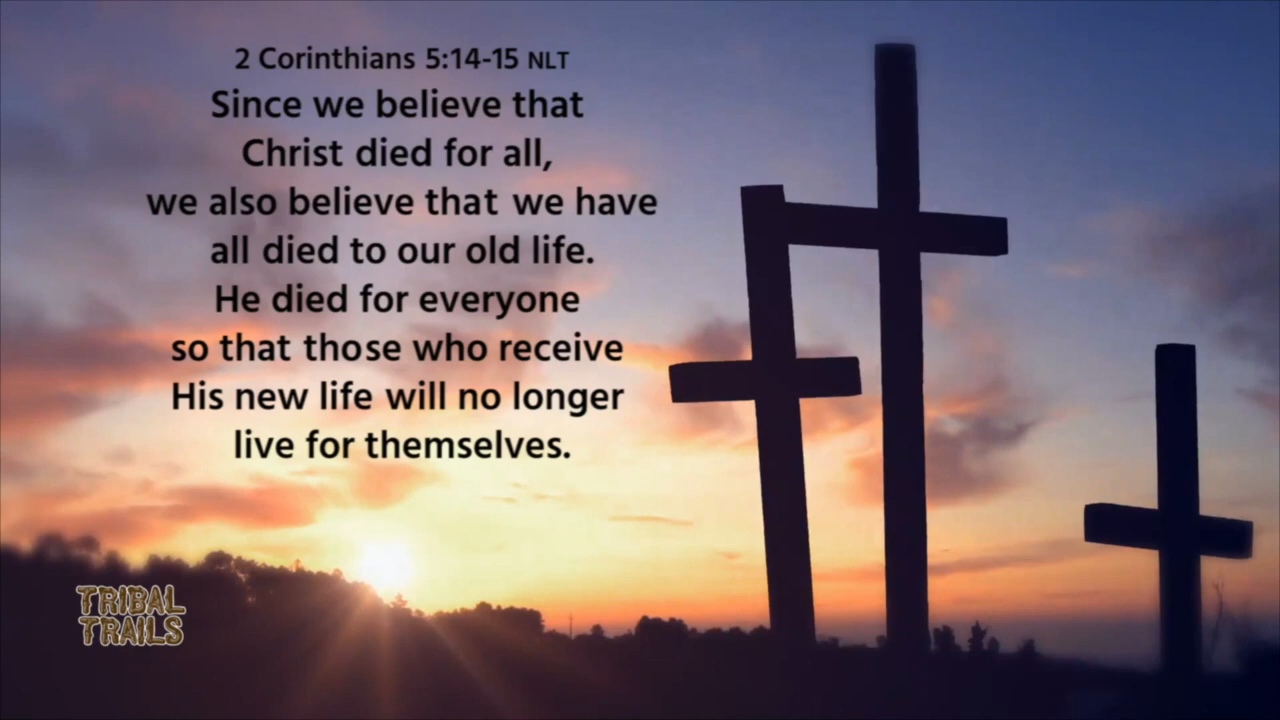 2 Corinthians 5:14-15 NLT
Since we believe that
Christ died for all,
we also believe that we have
all died to our old life.
He died for everyone
so that those who receive
His new life will no longer
live for themselves.
TRIBAL
TRAILS